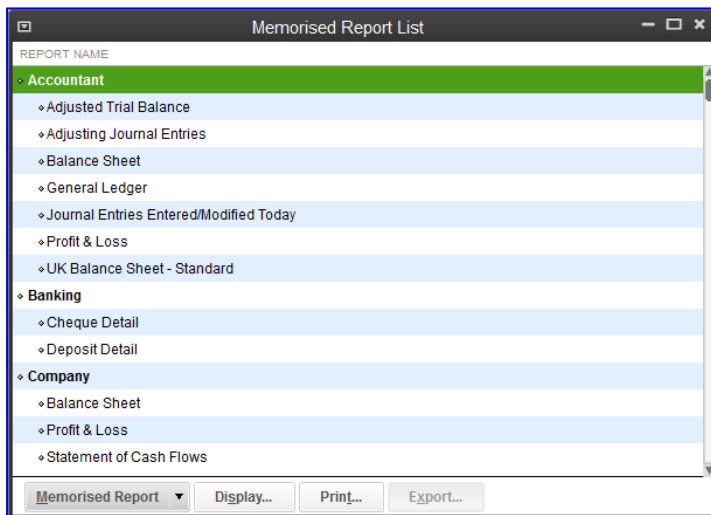 Memorised Report List
REPORT NAME
Accountant
Adjusted Trial Balance
Adjusting Journal Entries
Balance Sheet
General Ledger
Journal Entries Entered/Modified Today
Profit & Loss
UK Balance Sheet - Standard
Banking
Cheque Detail
Deposit Detail
Company
Balance Sheet
Profit & Loss
Statement of Cash Flows
Memorised Report Display... Print... Export...